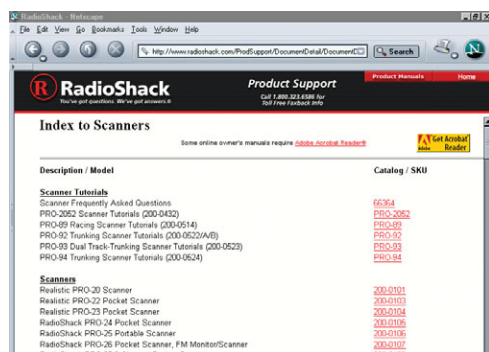 RadioShack - Netscape
File Edit View Go Bookmarks Tools Window Help
http://www.radioshack.com/ProdSupport/DocumentDetail/DocumentD Search N
Product Manuals Home
R RadioShack
You've got questions. We've got answers.®
Product Support
Call 1.800.323.6586 for
Toll Free Faxback Info
Index to Scanners
Some online owner's manuals require Adobe Acrobat Reader®
Get Acrobat
Adobe Reader
Description / Model Catalog / SKU
Scanner Tutorials
Scanner Frequently Asked Questions 66364
PRO-2052 Scanner Tutorials (200-0432) PRO-2052
PRO-89 Racing Scanner Tutorials (200-0514) PRO-89
PRO-92 Trunking Scanner Tutorials (200-0522/A/B) PRO-92
PRO-93 Dual Track-Trunking Scanner Tutorials (200-0523) PRO-93
PRO-94 Trunking Scanner Tutorials (200-0524) PRO-94
Scanners
Realistic PRO-20 Scanner 200-0101
Realistic PRO-22 Pocket Scanner 200-0103
Realistic PRO-23 Pocket Scanner 200-0104
RadioShack PRO-24 Pocket Scanner 200-0105
RadioShack PRO-25 Portable Scanner 200-0106
RadioShack PRO-26 Pocket Scanner, FM Monitor/Scanner 200-0107